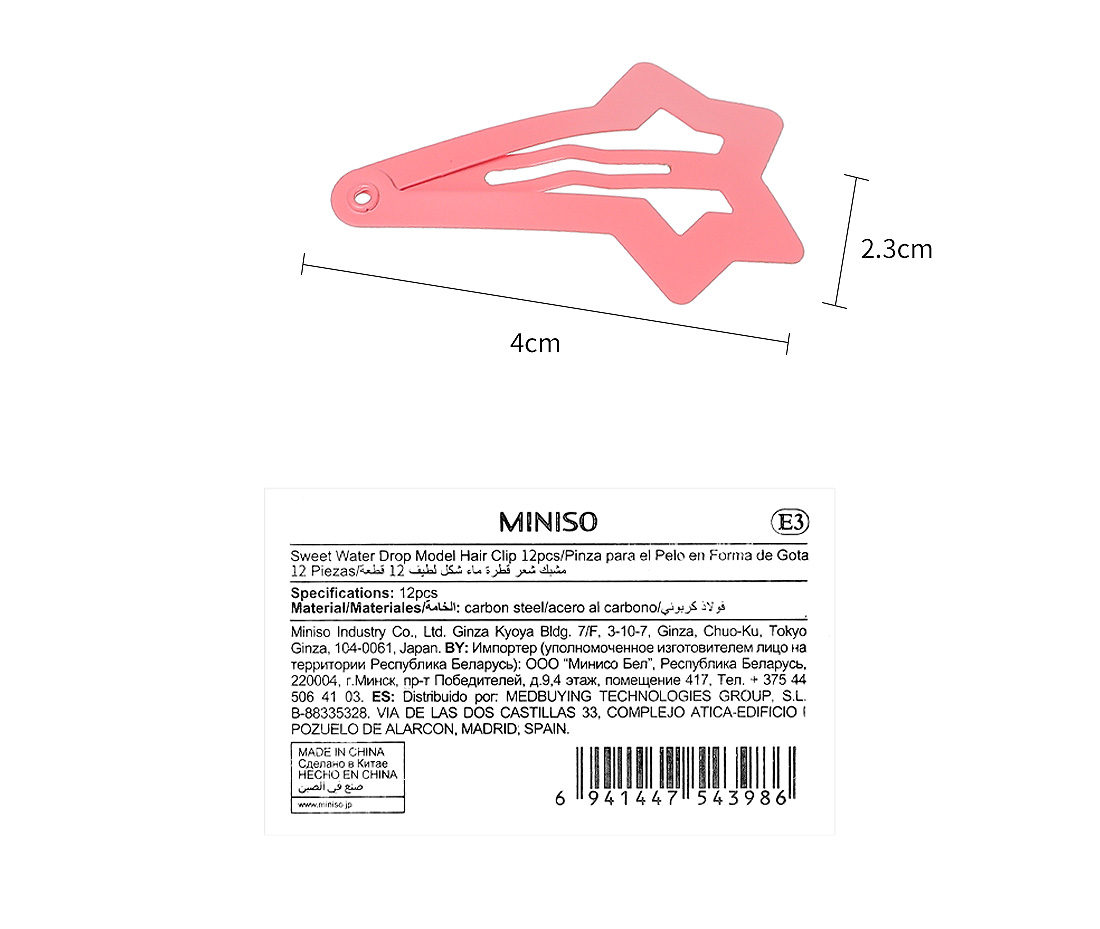 2.3cm
4cm
MINISO
E3
Sweet Water Drop Model Hair Clip 12pcs/Pinza para el Pelo en Forma de Gota
12 Piezas/مشبك شعر قطرة ماء شكل لطيف 12 قطعة
Specifications: 12pcs
Material/Materiales/الخامة: carbon steel/acero al carbono/فولاذ كربوني
Miniso Industry Co., Ltd. Ginza Kyoya Bldg. 7/F, 3-10-7, Ginza, Chuo-Ku, Tokyo
Ginza, 104-0061, Japan. BY: Импортер (уполномоченное изготовителем лицо на
территории Республика Беларусь): ООО "Минисо Бел", Республика Беларусь,
220004, г.Минск, пр-т Победителей, д.9,4 этаж, помещение 417, Тел. + 375 44
506 41 03. ES: Distribuido por: MEDBUYING TECHNOLOGIES GROUP, S.L.
B-88335328. VIA DE LAS DOS CASTILLAS 33, COMPLEJO ATICA-EDIFICIO I
POZUELO DE ALARCON, MADRID, SPAIN.
MADE IN CHINA
Сделано в Китае
HECHO EN CHINA
صنع في الصين
www.miniso.jp
6 941447 543986